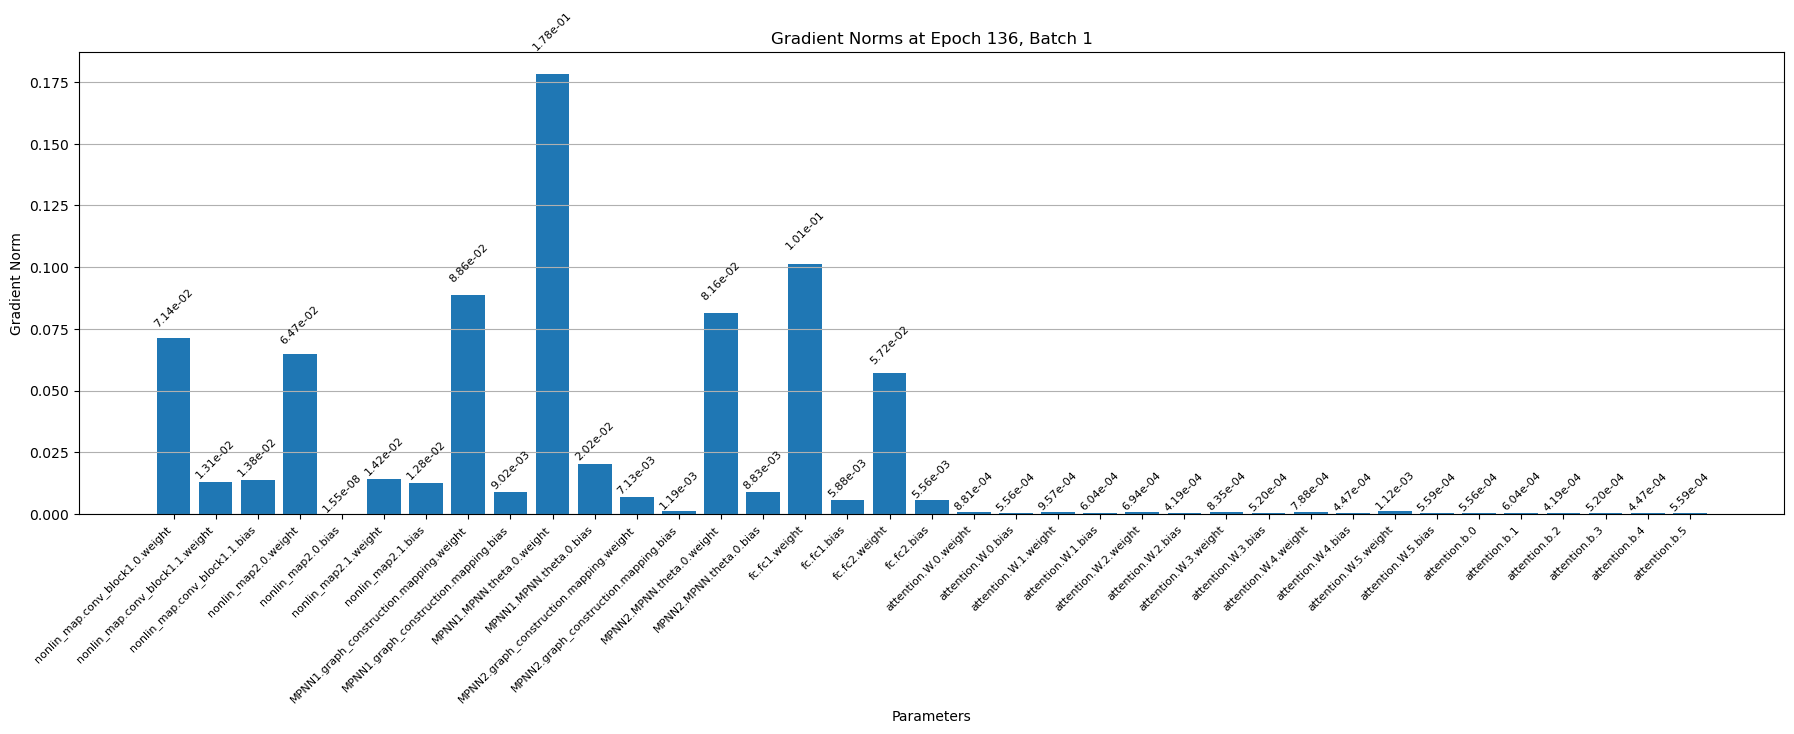 Gradient Norms at Epoch 136, Batch 1
Gradient Norm
0.175
0.150
0.125
0.100
0.075
0.050
0.025
0.000
7.14e-02
1.31e-02
1.38e-02
6.47e-02
1.55e-08
1.42e-02
1.28e-02
8.86e-02
9.02e-03
1.78e-01
2.02e-02
7.13e-03
1.19e-03
8.16e-02
8.83e-03
1.01e-01
5.88e-03
5.72e-02
5.56e-03
8.81e-04
5.56e-04
9.57e-04
6.04e-04
6.94e-04
4.19e-04
8.35e-04
5.20e-04
7.88e-04
4.47e-04
1.12e-03
5.59e-04
5.56e-04
6.04e-04
4.19e-04
5.20e-04
4.47e-04
5.59e-04
nonlin_map.conv_block1.0.weight
nonlin_map.conv_block1.1.weight
nonlin_map.conv_block1.1.bias
nonlin_map2.0.weight
nonlin_map2.0.bias
nonlin_map2.1.weight
nonlin_map2.1.bias
MPNN1.graph_construction.mapping.weight
MPNN1.graph_construction.mapping.bias
MPNN1.MPNN.theta.0.weight
MPNN1.MPNN.theta.0.bias
MPNN2.graph_construction.mapping.weight
MPNN2.graph_construction.mapping.bias
MPNN2.MPNN.theta.0.weight
MPNN2.MPNN.theta.0.bias
fc.fc1.weight
fc.fc1.bias
fc.fc2.weight
fc.fc2.bias
attention.W.0.weight
attention.W.0.bias
attention.W.1.weight
attention.W.1.bias
attention.W.2.weight
attention.W.2.bias
attention.W.3.weight
attention.W.3.bias
attention.W.4.weight
attention.W.4.bias
attention.W.5.weight
attention.W.5.bias
attention.b.0
attention.b.1
attention.b.2
attention.b.3
attention.b.4
attention.b.5
Parameters